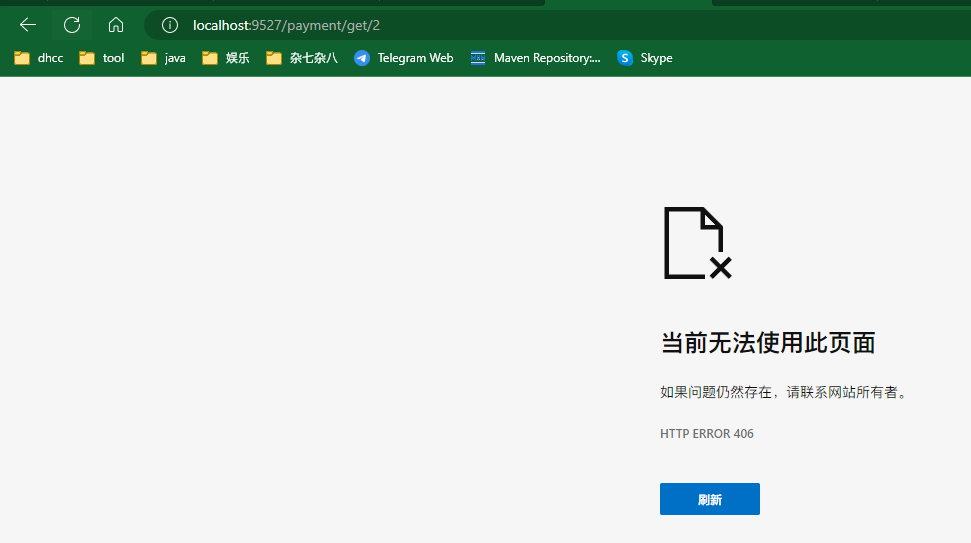 localhost:9527/payment/get/2
dhcc tool java 娱乐 杂七杂八 Telegram Web Maven Repository:... Skype
当前无法使用此页面
如果问题仍然存在，请联系网站所有者。
HTTP ERROR 406
刷新